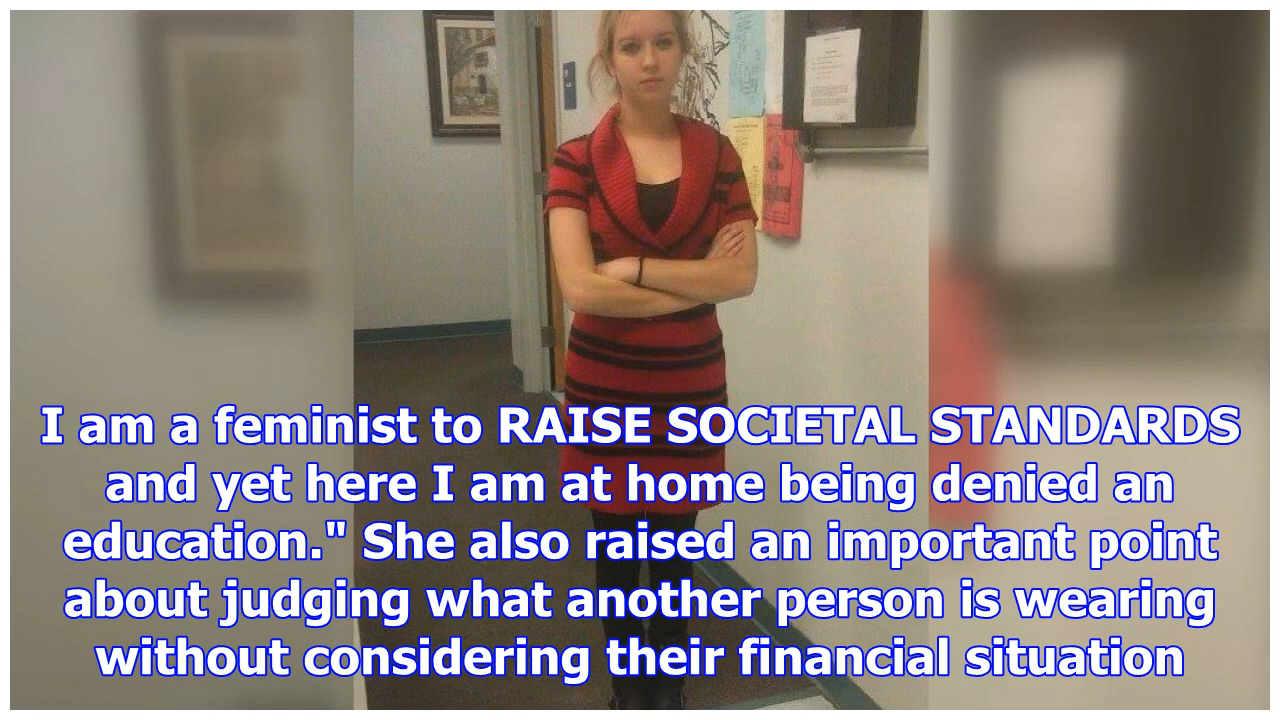 I am a feminist to RAISE SOCIETAL STANDARDS
and yet here I am at home being denied an
education." She also raised an important point
about judging what another person is wearing
without considering their financial situation